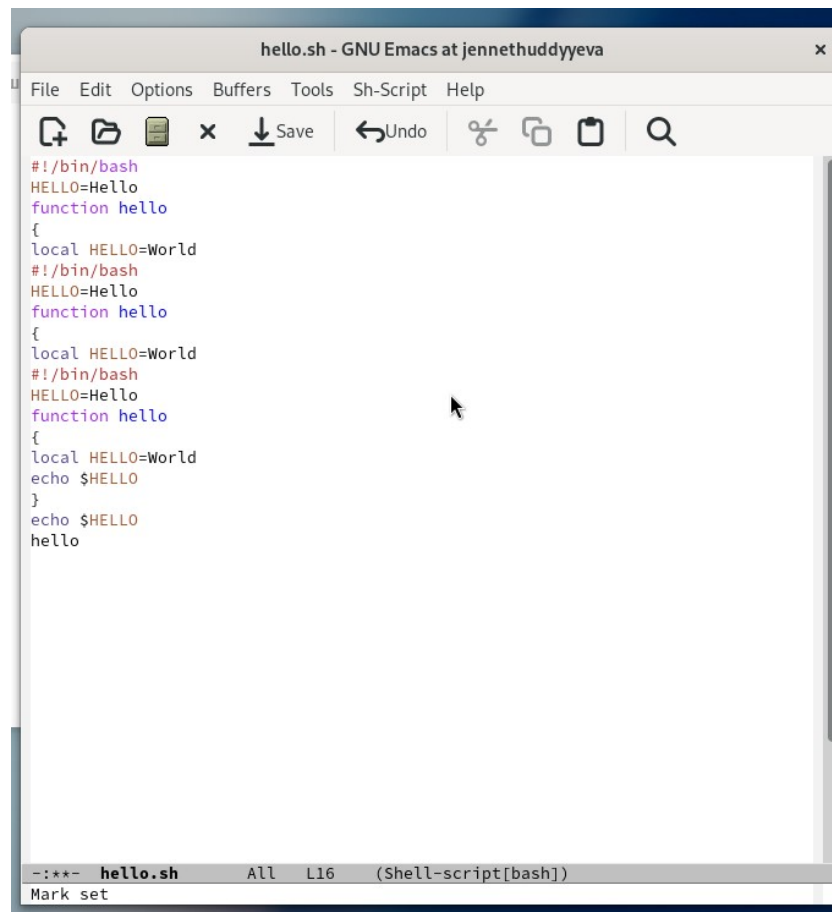 hello.sh - GNU Emacs at jennethuddyyeva ×
File Edit Options Buffers Tools Sh-Script Help
Save Undo
#!/bin/bash
HELLO=Hello
function hello
{
local HELLO=World
#!/bin/bash
HELLO=Hello
function hello
{
local HELLO=World
#!/bin/bash
HELLO=Hello
function hello
{
local HELLO=World
echo $HELLO
}
echo $HELLO
hello
-:**- hello.sh All L16 (Shell-script[bash])
Mark set